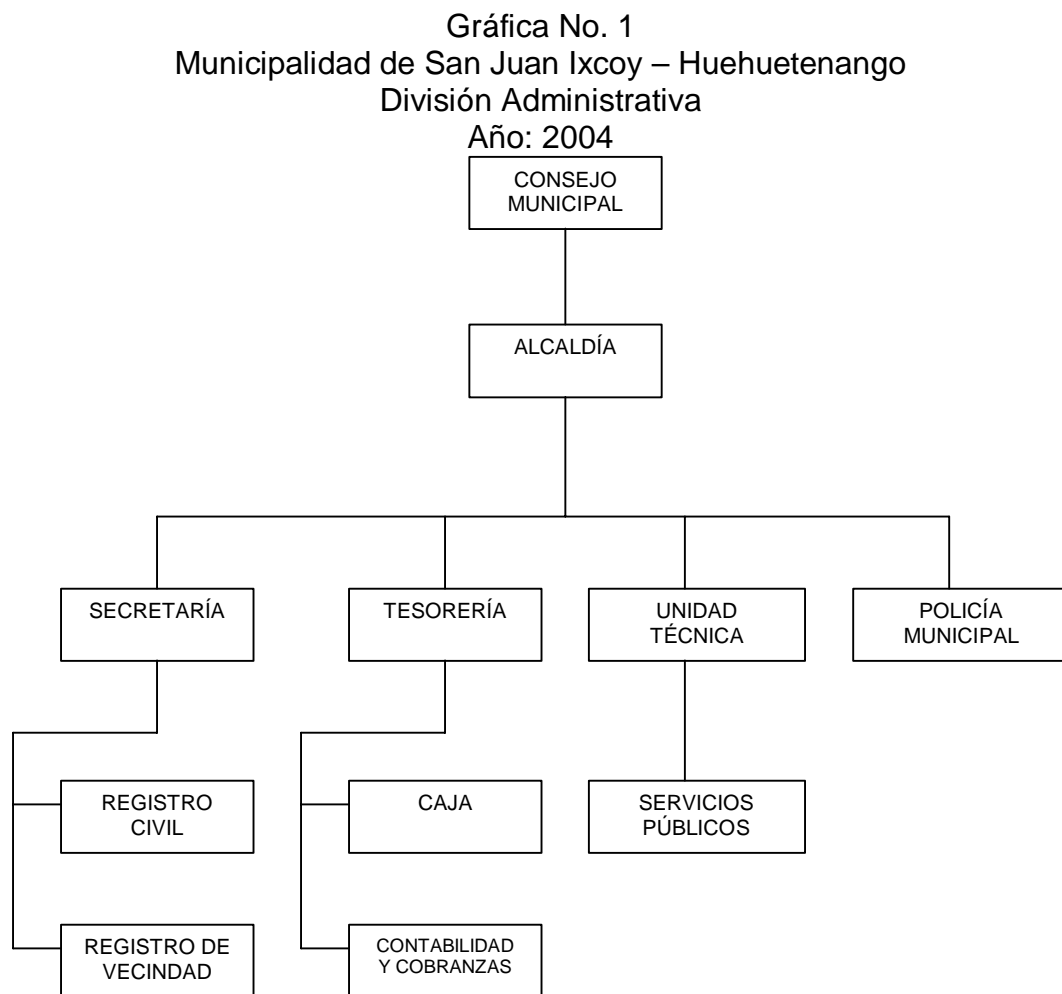 Gráfica No. 1
Municipalidad de San Juan Ixcoy – Huehuetenango
División Administrativa
Año: 2004
CONSEJO
MUNICIPAL
ALCALDÍA
SECRETARÍA
TESORERÍA
UNIDAD
TÉCNICA
POLICÍA
MUNICIPAL
REGISTRO
CIVIL
CAJA
SERVICIOS
PÚBLICOS
REGISTRO DE
VECINDAD
CONTABILIDAD
Y COBRANZAS